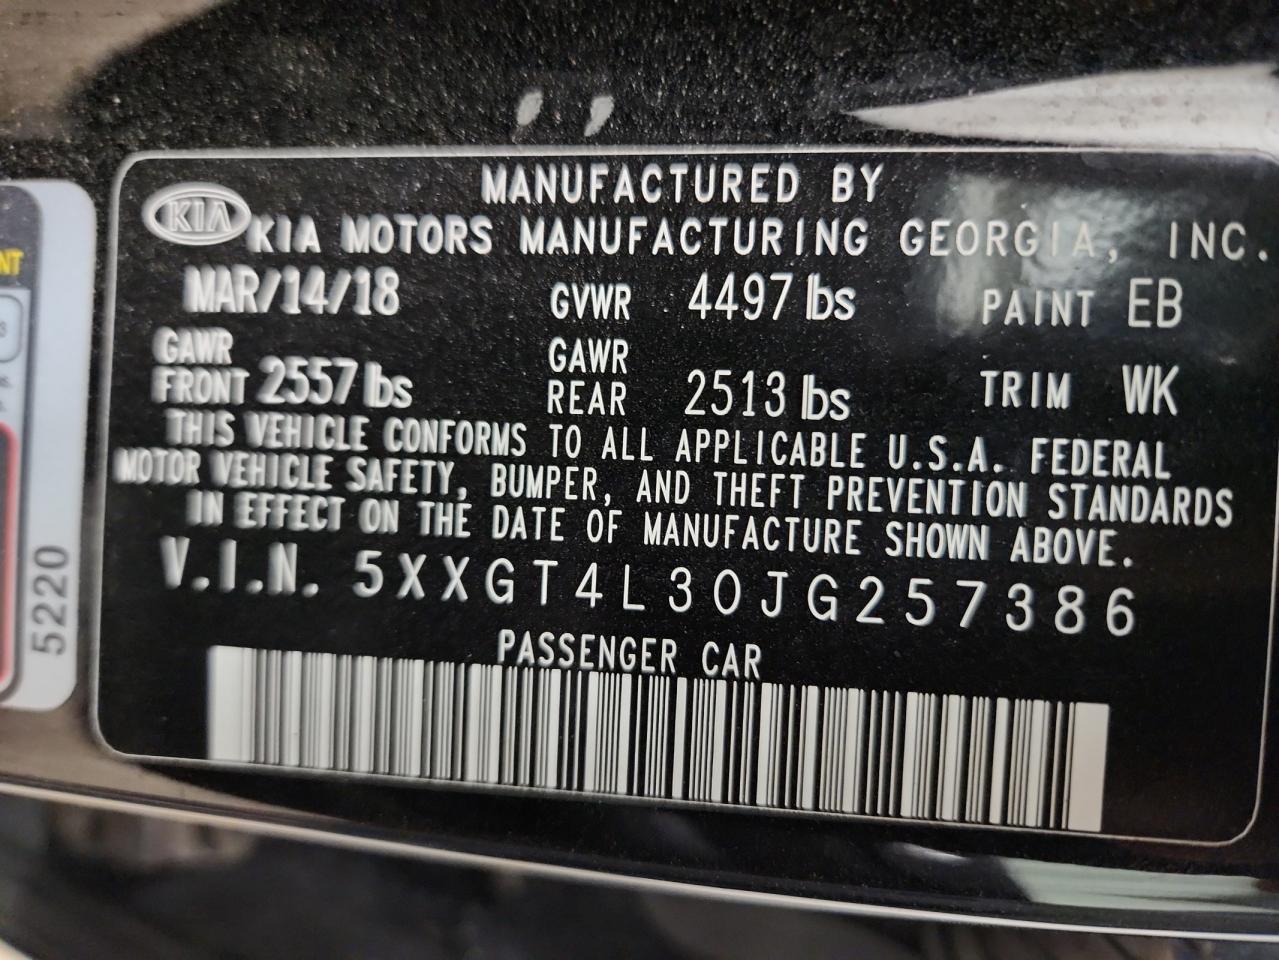 MANUFACTURED BY
KIA
KIA MOTORS MANUFACTURING GEORGIA, INC.
MAR/14/18 GVWR 4497 lbs PAINT EB
GAWR FRONT 2557 lbs GAWR REAR 2513 lbs TRIM WK
THIS VEHICLE CONFORMS TO ALL APPLICABLE U.S.A. FEDERAL
MOTOR VEHICLE SAFETY, BUMPER, AND THEFT PREVENTION STANDARDS
IN EFFECT ON THE DATE OF MANUFACTURE SHOWN ABOVE.
V.I.N. 5XXGT4L30JG257386
PASSENGER CAR
5220